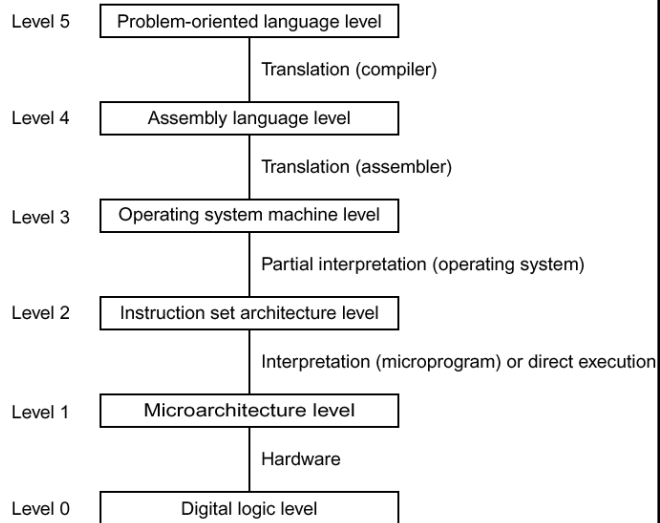 Level 5 Problem-oriented language level
Translation (compiler)
Level 4 Assembly language level
Translation (assembler)
Level 3 Operating system machine level
Partial interpretation (operating system)
Level 2 Instruction set architecture level
Interpretation (microprogram) or direct execution
Level 1 Microarchitecture level
Hardware
Level 0 Digital logic level